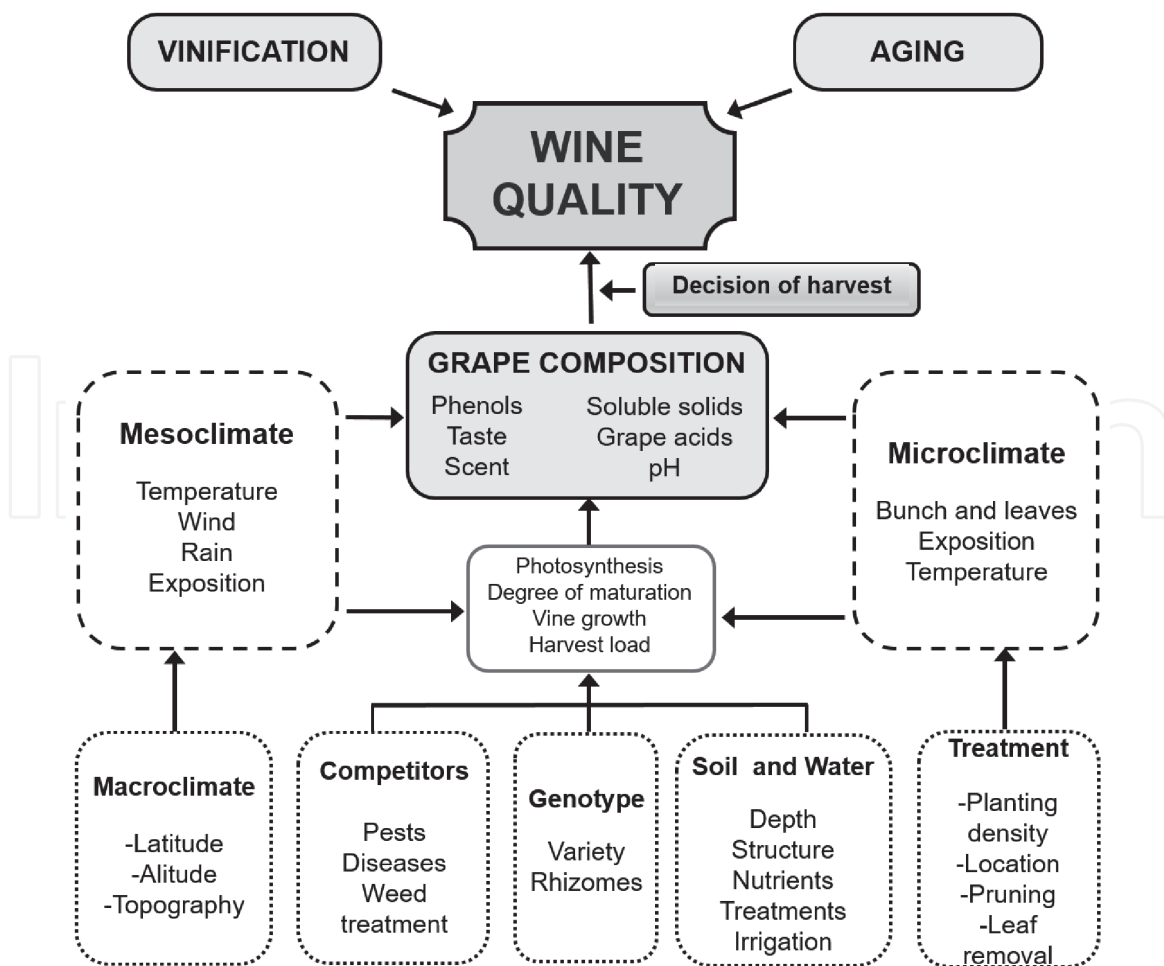 VINIFICATION
AGING
WINE
QUALITY
Decision of harvest
GRAPE COMPOSITION
Phenols
Taste
Scent
Soluble solids
Grape acids
pH
Mesoclimate
Temperature
Wind
Rain
Exposition
Microclimate
Bunch and leaves
Exposition
Temperature
Photosynthesis
Degree of maturation
Vine growth
Harvest load
Macroclimate
-Latitude
-Alitude
-Topography
Competitors
Pests
Diseases
Weed
treatment
Genotype
Variety
Rhizomes
Soil and Water
Depth
Structure
Nutrients
Treatments
Irrigation
Treatment
-Planting
density
-Location
-Pruning
-Leaf
removal